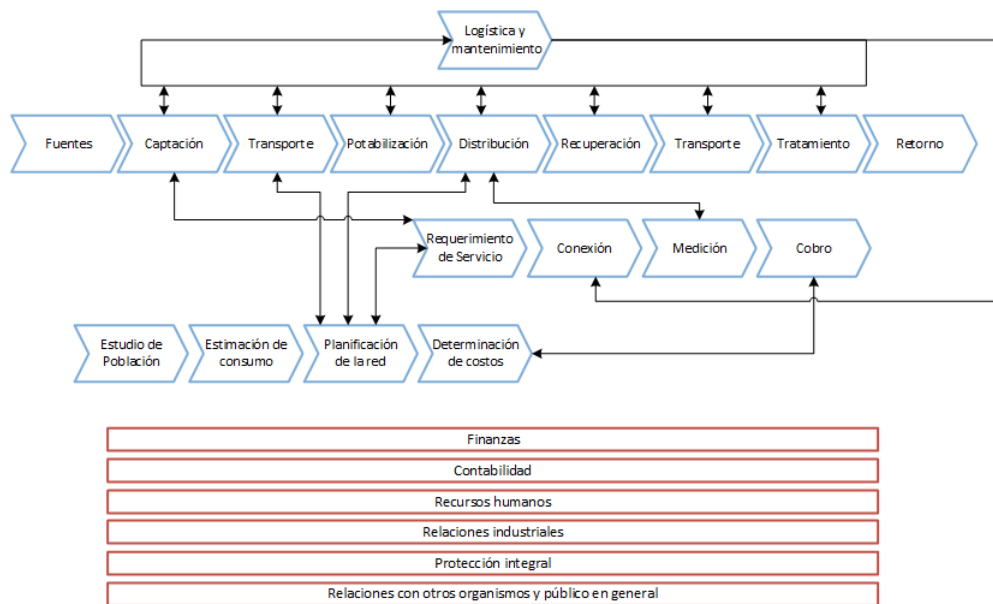 Logística y
mantenimiento
Fuentes
Captación
Transporte
Potabilización
Distribución
Recuperación
Transporte
Tratamiento
Retorno
Requerimiento
de Servicio
Conexión
Medición
Cobro
Estudio de
Población
Estimación de
consumo
Planificación
de la red
Determinación
de costos
Finanzas
Contabilidad
Recursos humanos
Relaciones industriales
Protección integral
Relaciones con otros organismos y público en general